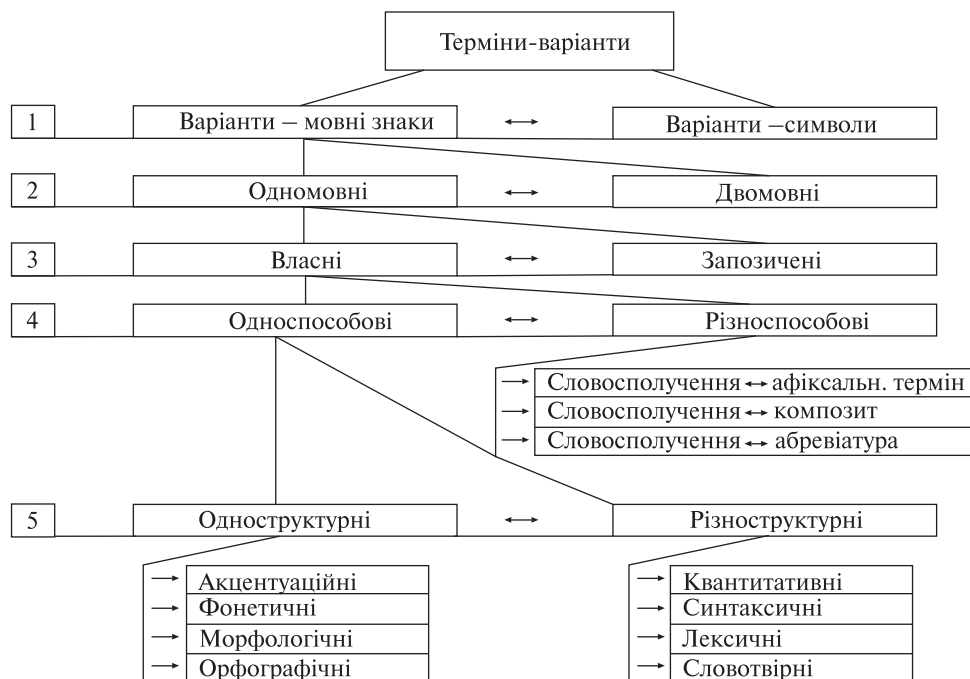 Терміни-варіанти
1 Варіанти – мовні знаки ↔ Варіанти –символи
2 Одномовні ↔ Двомовні
3 Власні ↔ Запозичені
4 Односпособові ↔ Різноспособові
Словосполучення ↔ афіксальн. термін
Словосполучення ↔ композит
Словосполучення ↔ абревіатура
5 Одноструктурні ↔ Різноструктурні
Акцентуаційні
Фонетичні
Морфологічні
Орфографічні
Квантитативні
Синтаксичні
Лексичні
Словотвірні